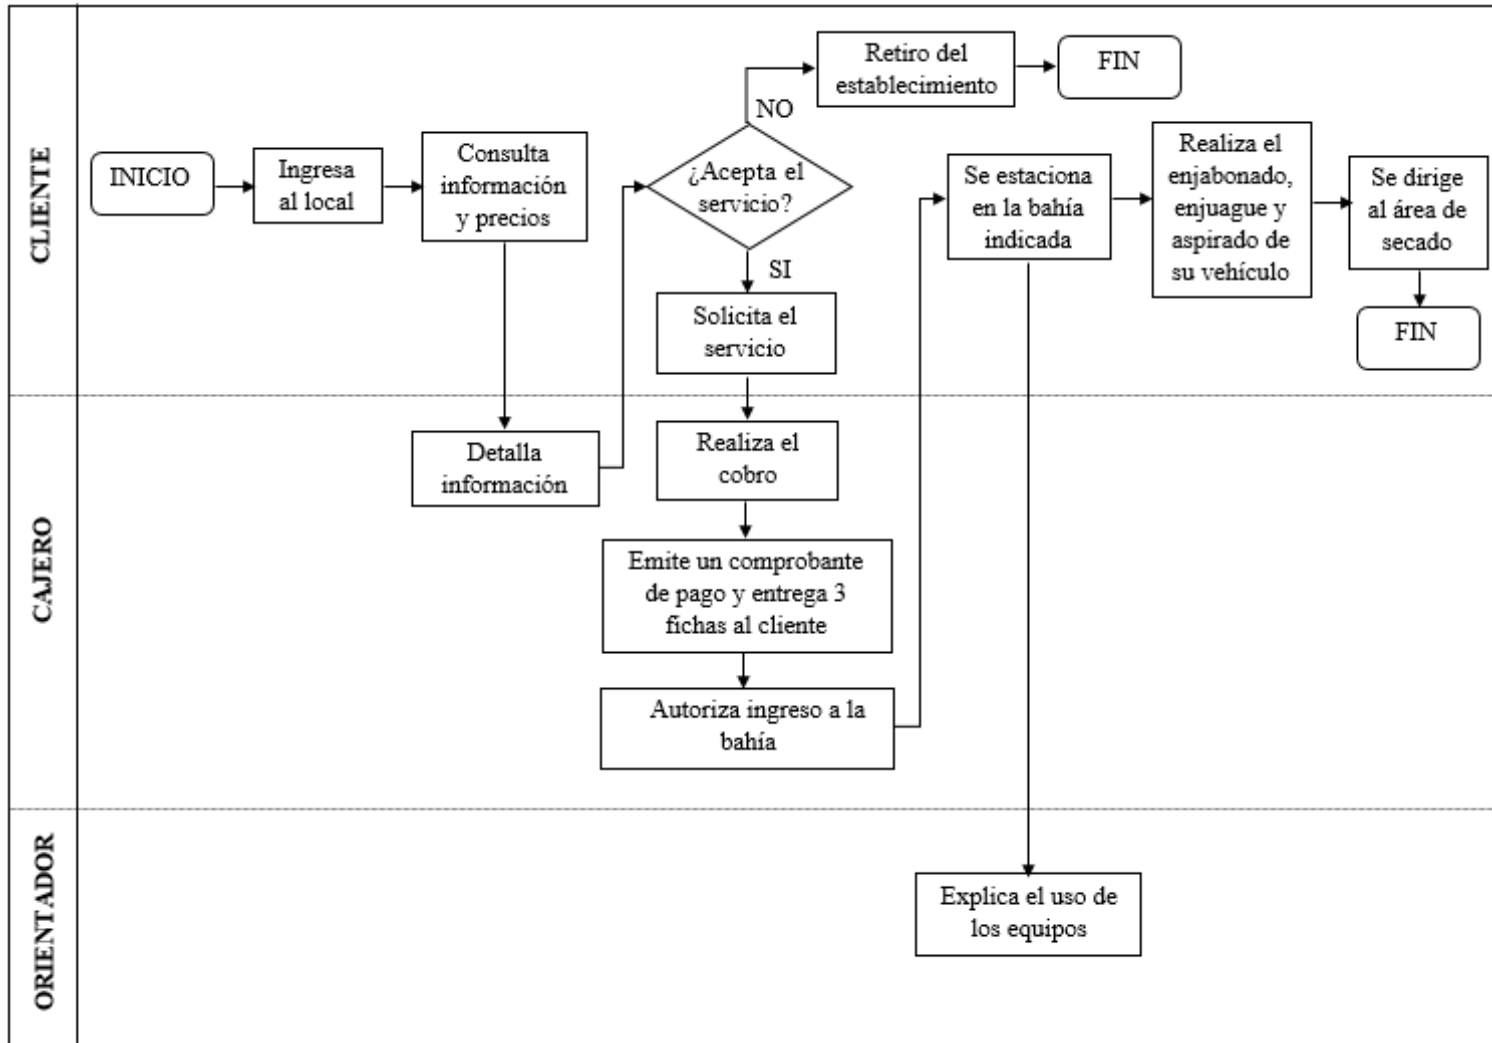 CLIENTE
INICIO
Ingresa
al local
Consulta
información
y precios
¿Acepta el
servicio?
NO
Retiro del
establecimiento
FIN
SI
Solicita el
servicio
Se estaciona
en la bahía
indicada
Realiza el
enjabonado,
enjuague y
aspirado de
su vehículo
Se dirige
al área de
secado
FIN
CAJERO
Detalla
información
Realiza el
cobro
Emite un comprobante
de pago y entrega 3
fichas al cliente
Autoriza ingreso a la
bahía
ORIENTADOR
Explica el uso de
los equipos